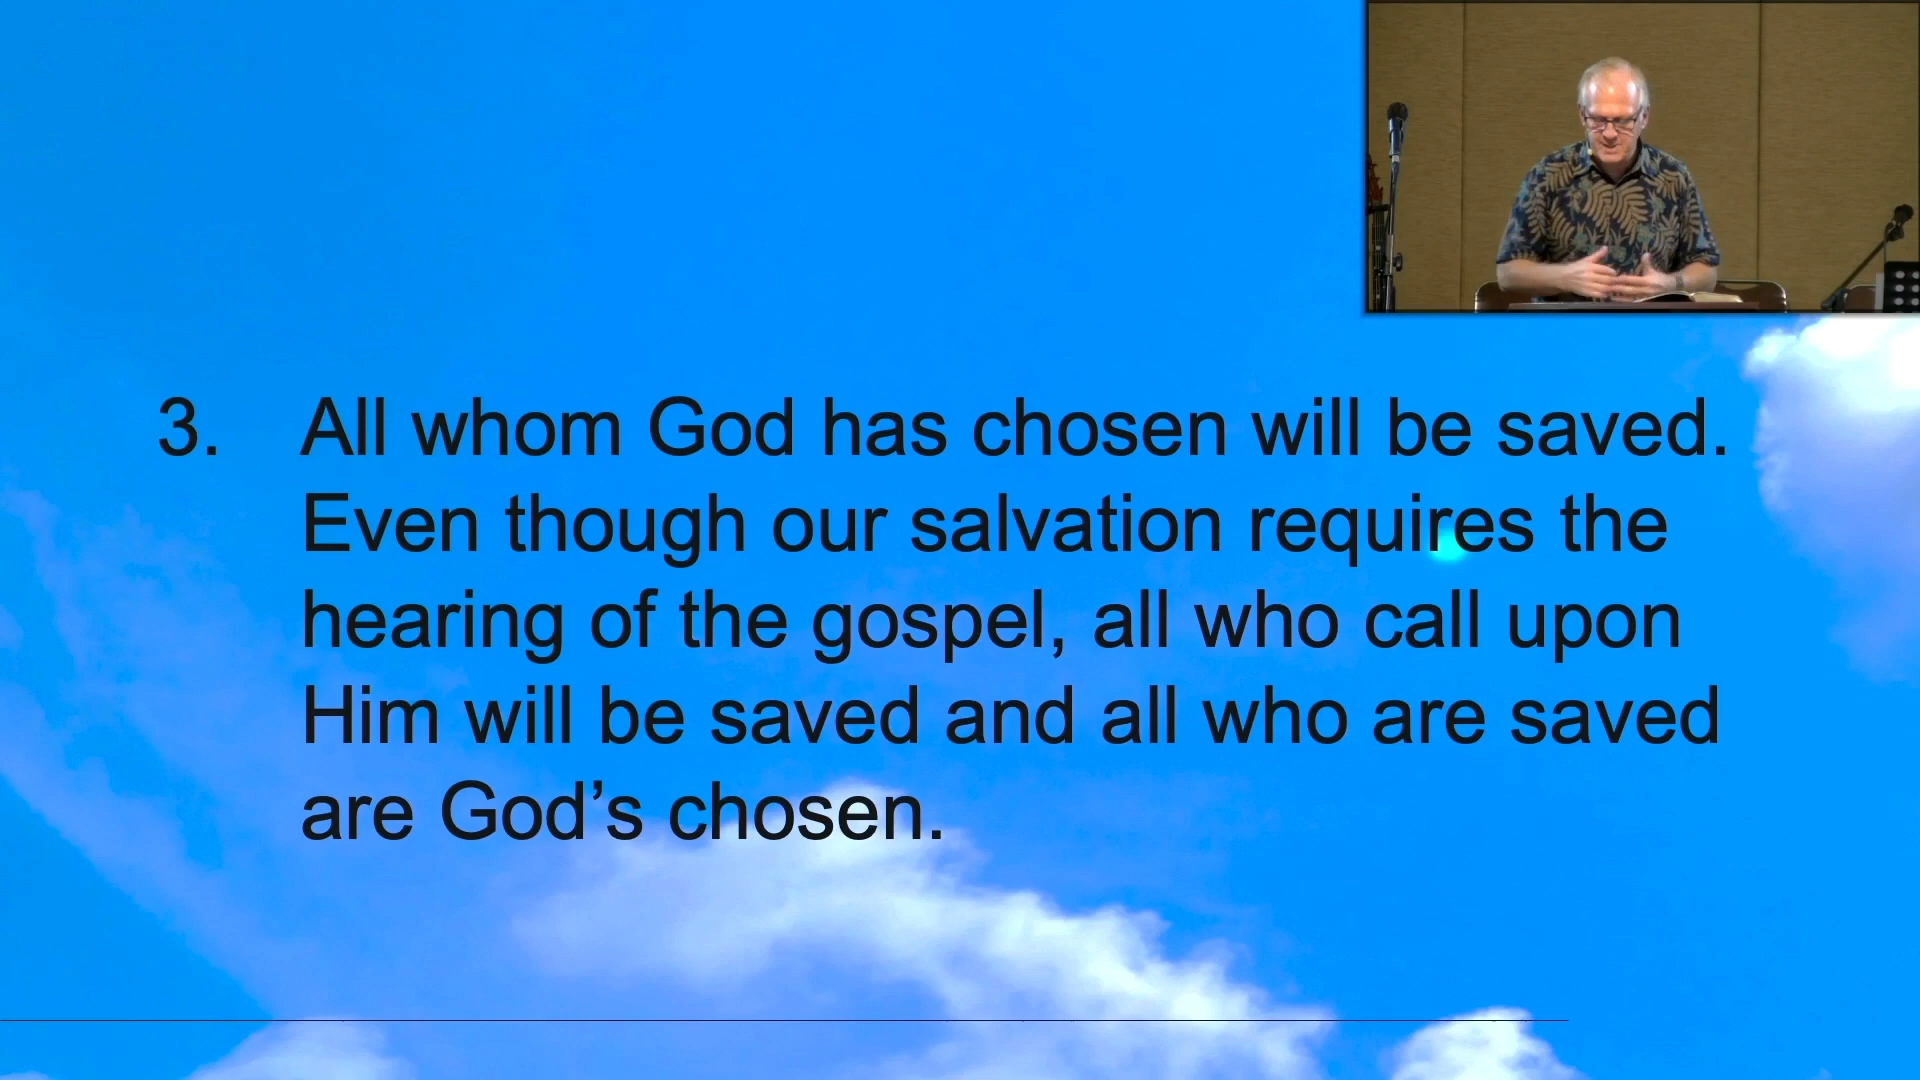 3. All whom God has chosen will be saved.
Even though our salvation requires the
hearing of the gospel, all who call upon
Him will be saved and all who are saved
are God’s chosen.